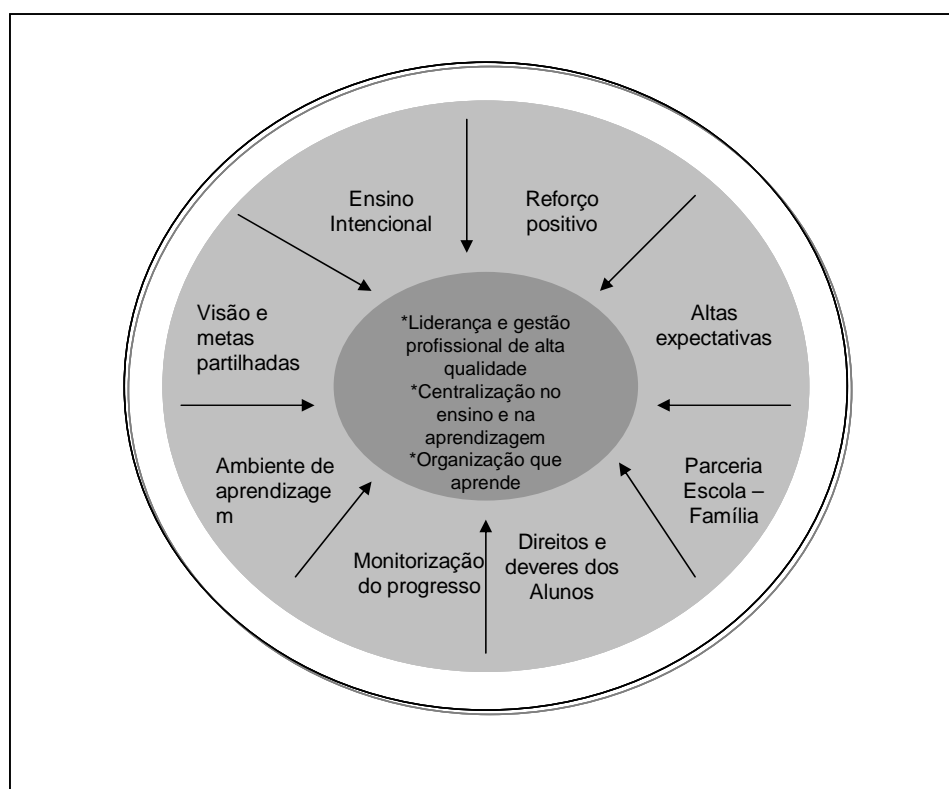 Ensino
Intencional
Reforço
positivo
Visão e
metas
partilhadas
*Liderança e gestão
profissional de alta
qualidade
*Centralização no
ensino e na
aprendizagem
*Organização que
aprende
Altas
expectativas
Ambiente de
aprendizage
m
Parceria
Escola –
Família
Monitorização
do progresso
Direitos e
deveres dos
Alunos